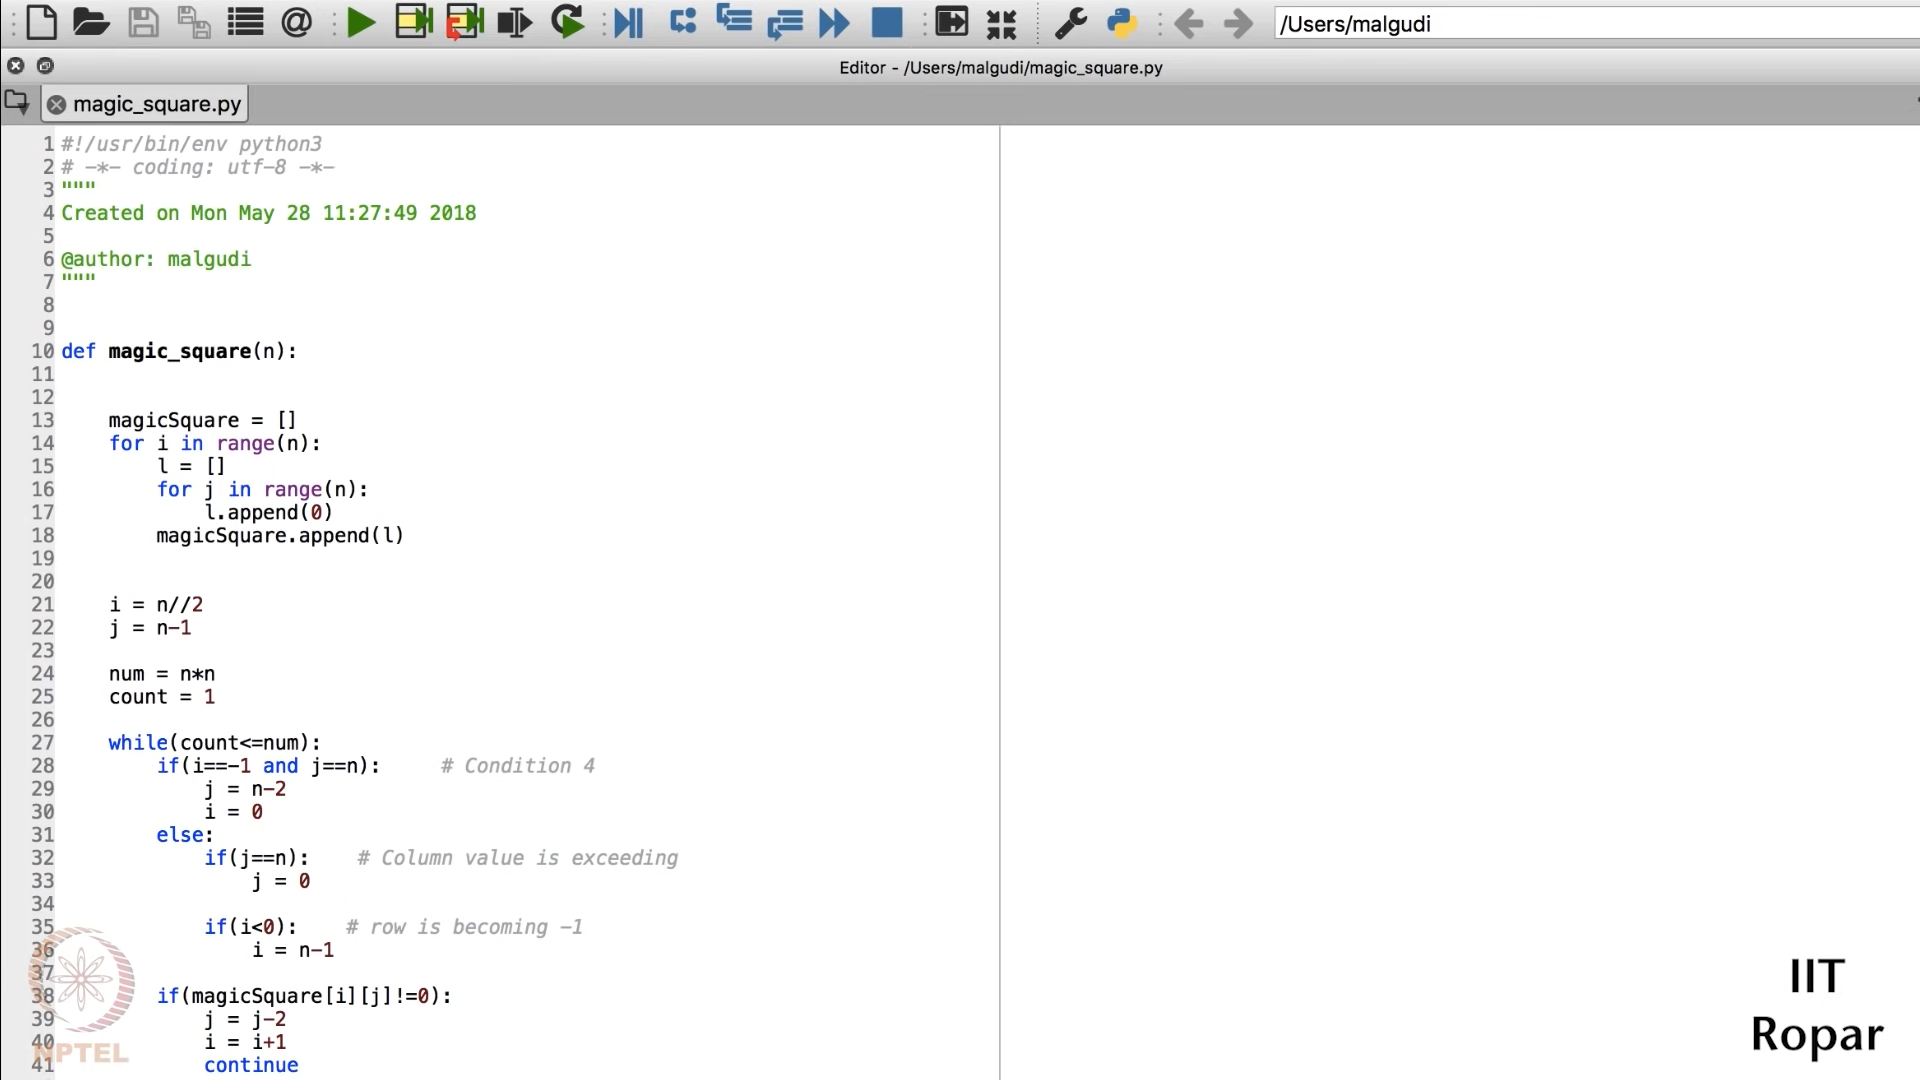 /Users/malgudi
Editor - /Users/malgudi/magic_square.py
magic_square.py
1 #!/usr/bin/env python3
2 # -*- coding: utf-8 -*-
3 """
4 Created on Mon May 28 11:27:49 2018
5
6 @author: malgudi
7 """
8
9
10 def magic_square(n):
11
12
13 magicSquare = []
14 for i in range(n):
15 l = []
16 for j in range(n):
17 l.append(0)
18 magicSquare.append(l)
19
20
21 i = n//2
22 j = n-1
23
24 num = n*n
25 count = 1
26
27 while(count<=num):
28 if(i==-1 and j==n): # Condition 4
29 j = n-2
30 i = 0
31 else:
32 if(j==n): # Column value is exceeding
33 j = 0
34
35 if(i<0): # row is becoming -1
36 i = n-1
37
38 if(magicSquare[i][j]!=0):
39 j = j-2
40 i = i+1
41 continue
NPTEL
IIT
Ropar